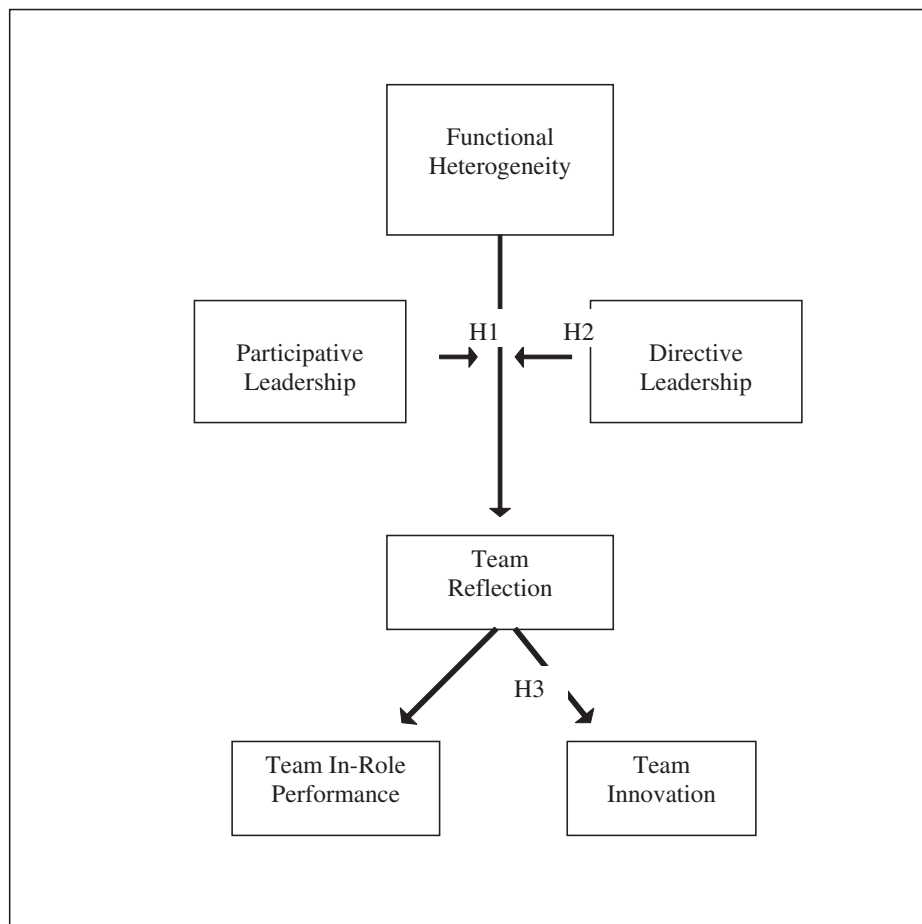 Functional
Heterogeneity
H1
H2
Participative
Leadership
Directive
Leadership
Team
Reflection
H3
Team In-Role
Performance
Team
Innovation